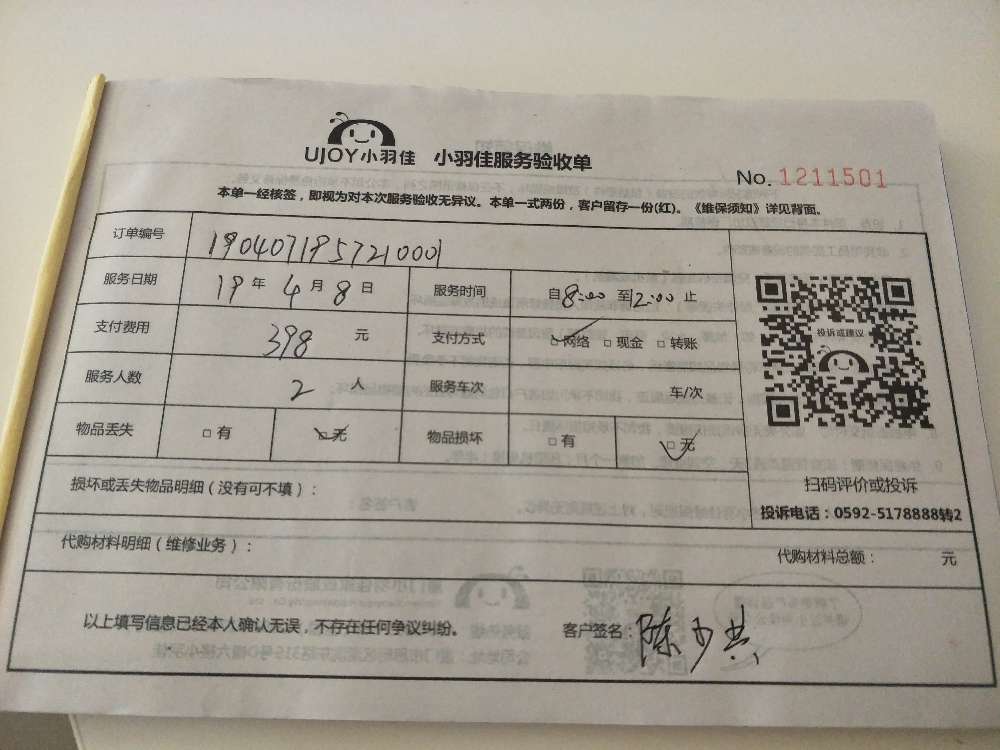 UJOY小羽佳 小羽佳服务验收单
No. 1211501
本单一经核签，即视为对本次服务验收无异议。本单一式两份，客户留存一份(红)。《维保须知》详见背面。
订单编号 1904071957210001
服务日期 19 年 4 月 8 日 服务时间 自 8:00 至 12:00 止
支付费用 398 元 支付方式 □网络 □现金 □转账
投诉或建议
服务人数 2 人 服务车次 车/次
物品丢失 □有 □无 物品损坏 □有 □无
扫码评价或投诉
损坏或丢失物品明细（没有可不填）：
投诉电话：0592-5178888转2
代购材料明细（维修业务）： 代购材料总额： 元
以上填写信息已经本人确认无误，不存在任何争议纠纷。 客户签名：陈少芸